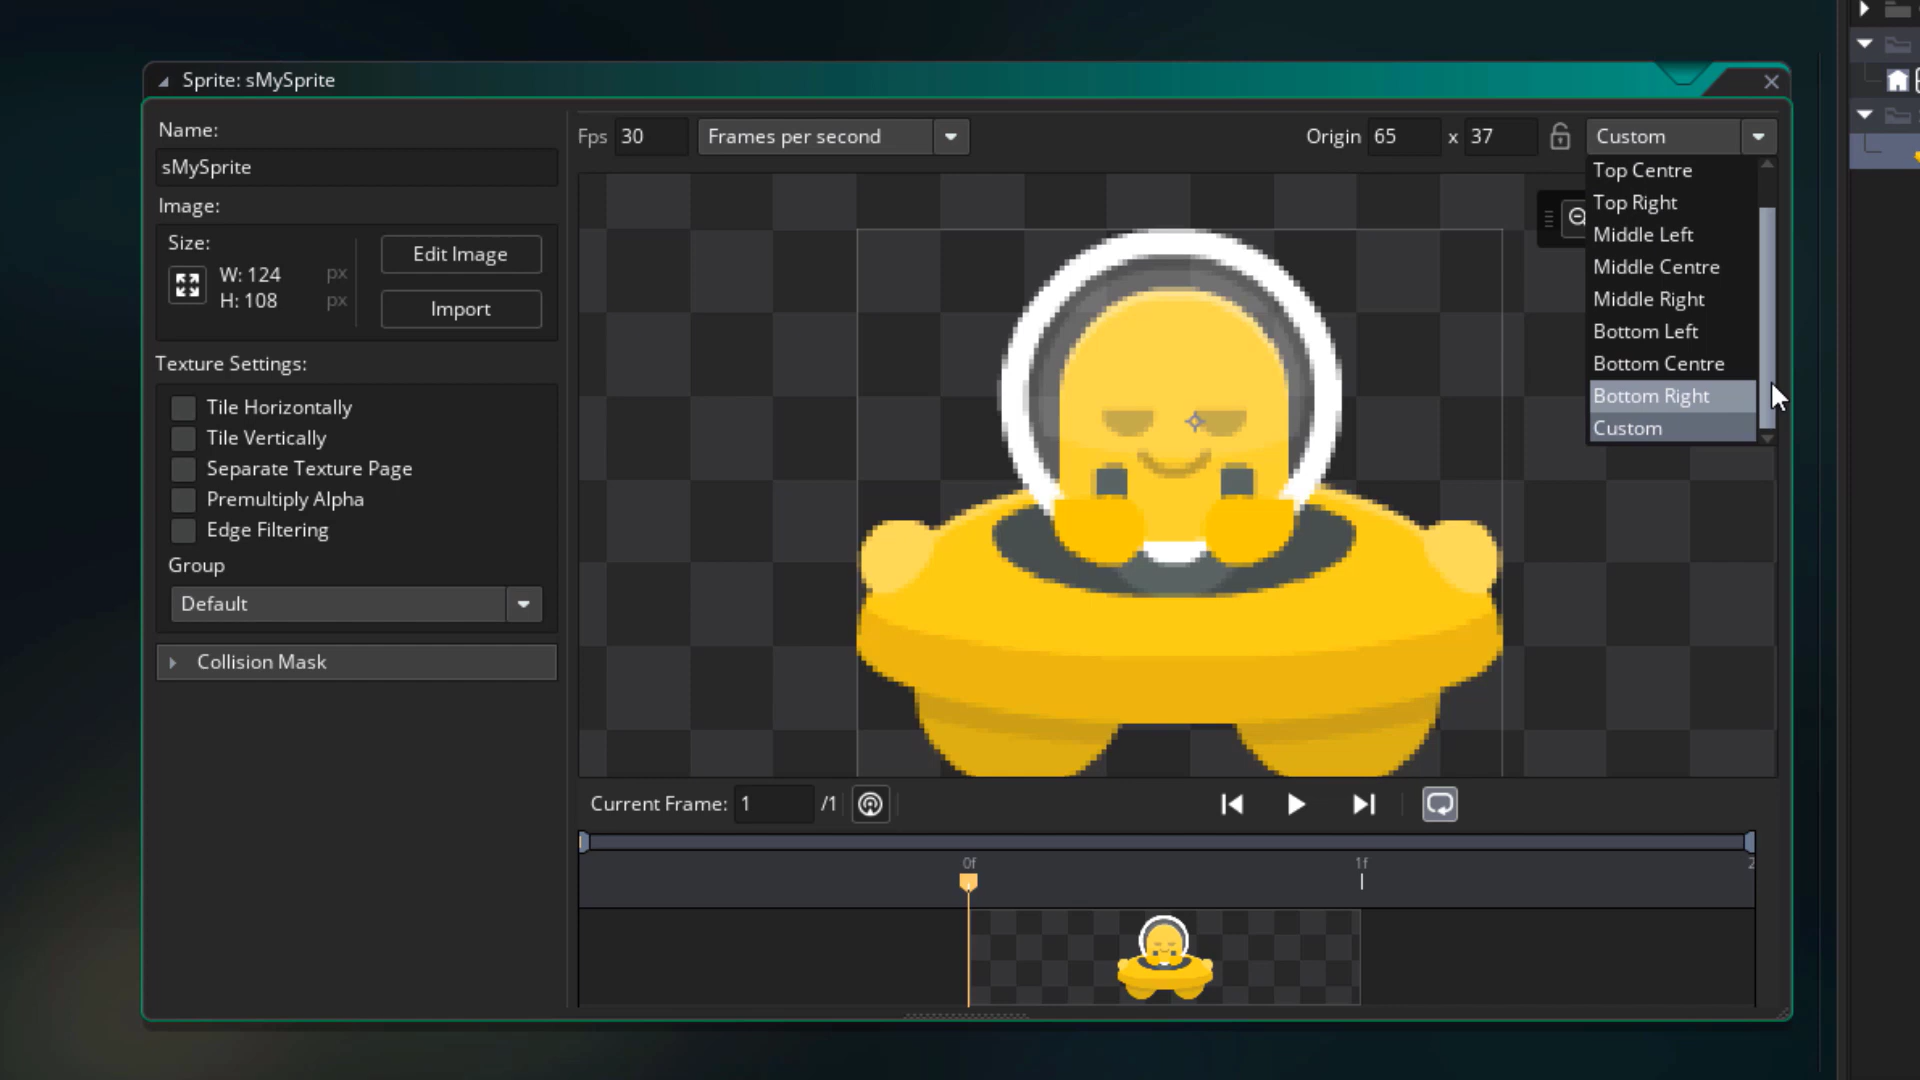 Sprite: sMySprite
Name:
sMySprite
Image:
Size:
W: 124 px
H: 108 px
Edit Image
Import
Texture Settings:
Tile Horizontally
Tile Vertically
Separate Texture Page
Premultiply Alpha
Edge Filtering
Group
Default
Collision Mask
Fps 30 Frames per second Origin 65 x 37 Custom
Top Centre
Top Right
Middle Left
Middle Centre
Middle Right
Bottom Left
Bottom Centre
Bottom Right
Custom
Current Frame: 1 /1
0f 1f 2